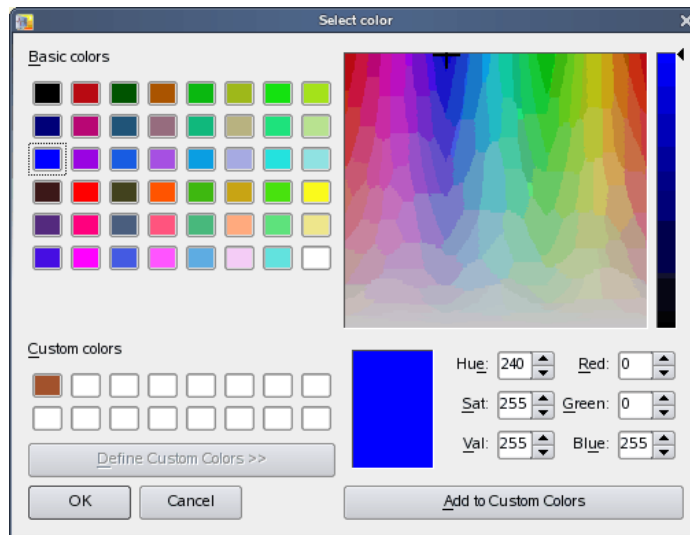 Select color
Basic colors
Custom colors
Define Custom Colors >>
OK
Cancel
Hue: 240
Red: 0
Sat: 255
Green: 0
Val: 255
Blue: 255
Add to Custom Colors